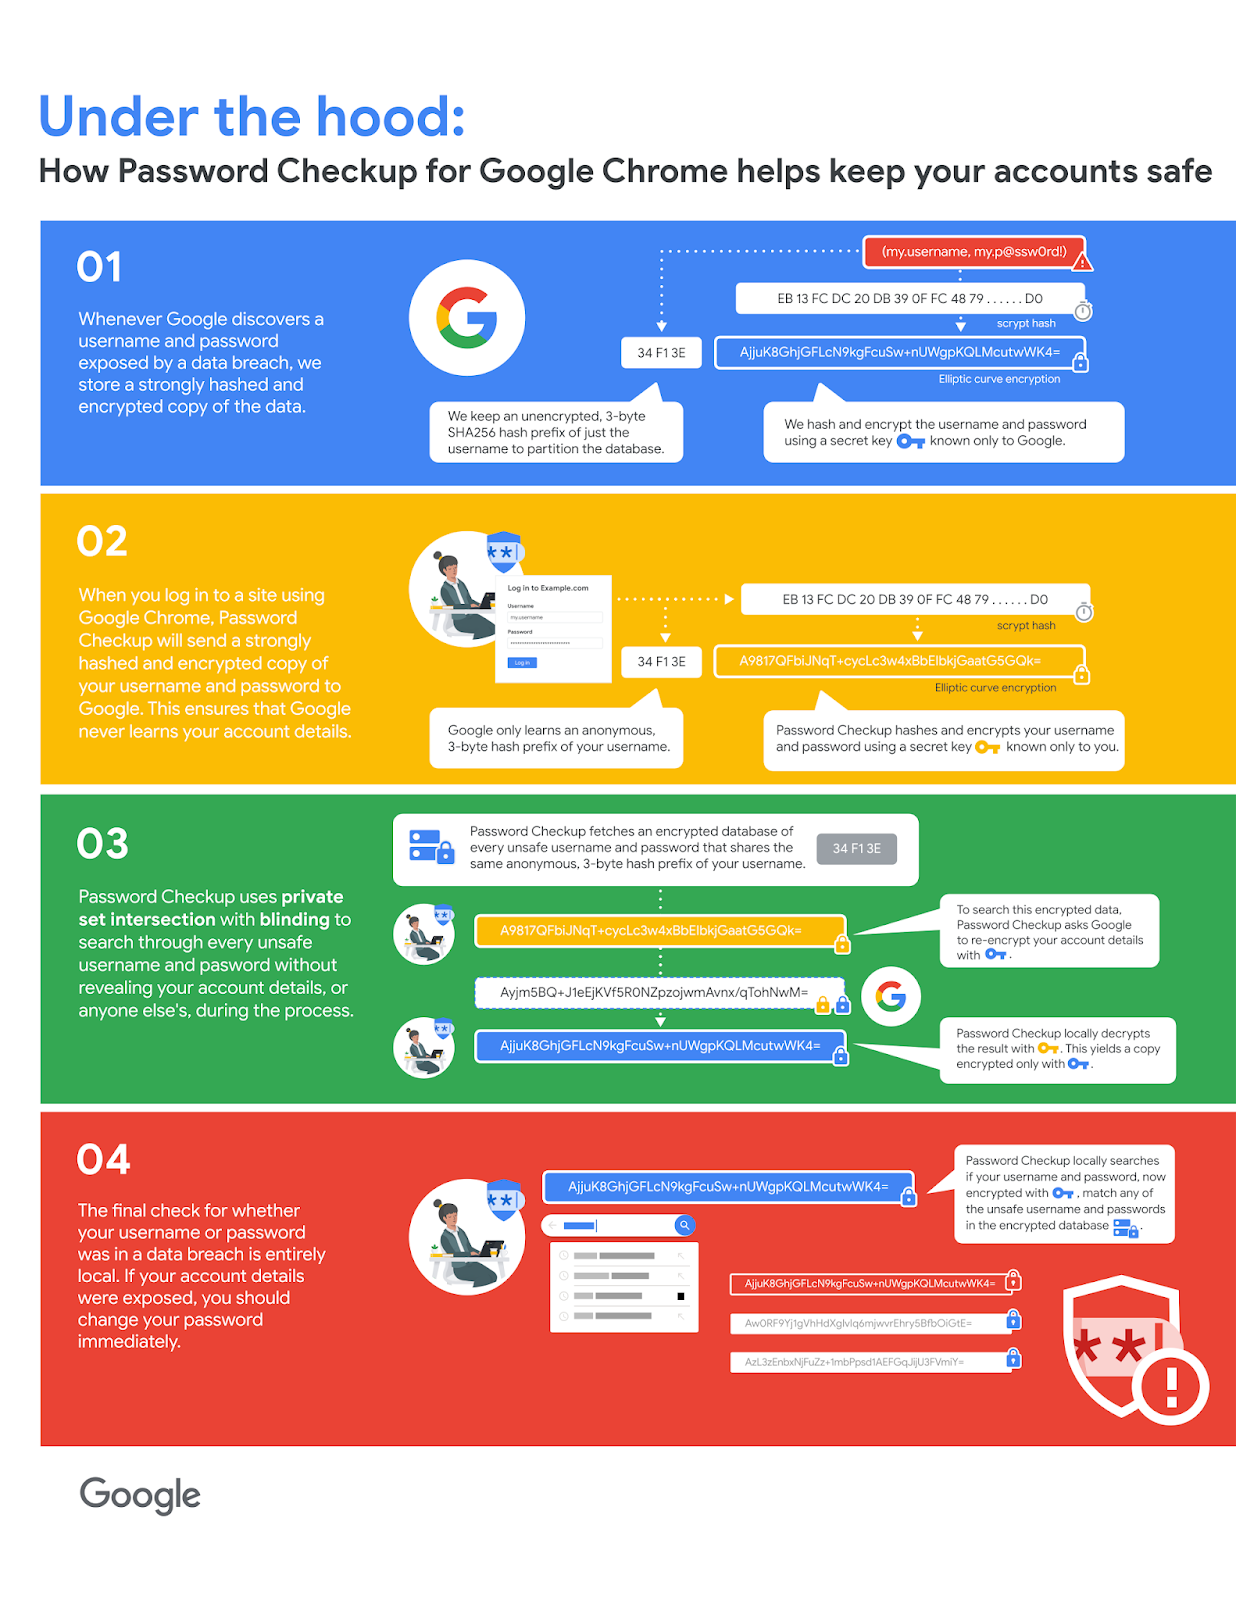 Under the hood:
How Password Checkup for Google Chrome helps keep your accounts safe
01
Whenever Google discovers a
username and password
exposed by a data breach, we
store a strongly hashed and
encrypted copy of the data.
(my.username, my.p@ssw0rd!)
EB 13 FC DC 20 DB 39 0F FC 48 79 . . . . . . D0
scrypt hash
34 F1 3E
AjjuK8GhjGFLcN9kgFcuSw+nUWgpKQLMcutwWK4=
Elliptic curve encryption
We keep an unencrypted, 3-byte
SHA256 hash prefix of just the
username to partition the database.
We hash and encrypt the username and password
using a secret key known only to Google.
02
When you log in to a site using
Google Chrome, Password
Checkup will send a strongly
hashed and encrypted copy of
your username and password to
Google. This ensures that Google
never learns your account details.
**
Log in to Example.com
Username
my.username
Password
Log in
EB 13 FC DC 20 DB 39 0F FC 48 79 . . . . . . D0
scrypt hash
34 F1 3E
A9817QFbiJNqT+cycLc3w4xBbEIbkjGaatG5GQk=
Elliptic curve encryption
Google only learns an anonymous,
3-byte hash prefix of your username.
Password Checkup hashes and encrypts your username
and password using a secret key known only to you.
03
Password Checkup uses private
set intersection with blinding to
search through every unsafe
username and pasword without
revealing your account details, or
anyone else's, during the process.
Password Checkup fetches an encrypted database of
every unsafe username and password that shares the
same anonymous, 3-byte hash prefix of your username.
34 F1 3E
**
A9817QFbiJNqT+cycLc3w4xBbEIbkjGaatG5GQk=
To search this encrypted data,
Password Checkup asks Google
to re-encrypt your account details
with .
Ayjm5BQ+J1eEjKVf5R0NZpzojwmAvnx/qTohNwM=
**
AjjuK8GhjGFLcN9kgFcuSw+nUWgpKQLMcutwWK4=
Password Checkup locally decrypts
the result with . This yields a copy
encrypted only with .
04
The final check for whether
your username or password
was in a data breach is entirely
local. If your account details
were exposed, you should
change your password
immediately.
**
AjjuK8GhjGFLcN9kgFcuSw+nUWgpKQLMcutwWK4=
Password Checkup locally searches
if your username and password, now
encrypted with , match any of
the unsafe username and passwords
in the encrypted database .
AjjuK8GhjGFLcN9kgFcuSw+nUWgpKQLMcutwWK4=
Aw0RF9Yj1gVhHdXglvlq6mjwvrEhry5BfbOiGtE=
AzL3zEnbxNjFuZz+1mbPpsd1AEFGqJijU3FVmiY=
**
Google